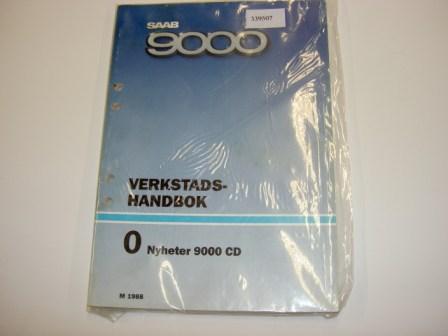 SAAB
9000
339507
VERKSTADS-
HANDBOK
0 Nyheter 9000 CD
M 1988